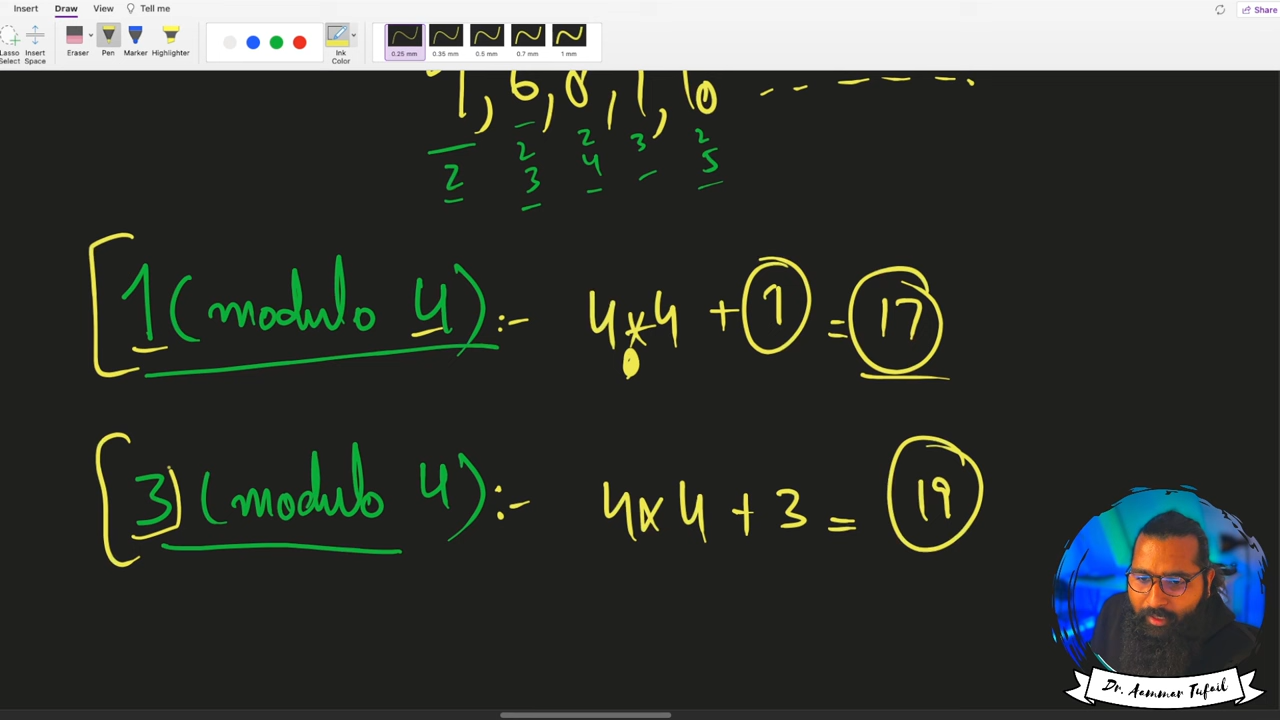 Insert Draw View Tell me Share
Lasso Select Insert Space Eraser Pen Marker Highlighter Ink Color 0.25 mm 0.35 mm 0.5 mm 0.7 mm 1 mm
, 6, 8, , 10 -- ----.
2 2 3 2
2 3 4 5
1 (modulo 4) :- 4 x 4 + 1 = 17
3 (modulo 4) :- 4 x 4 + 3 = 19
Dr. Aammar Tufail